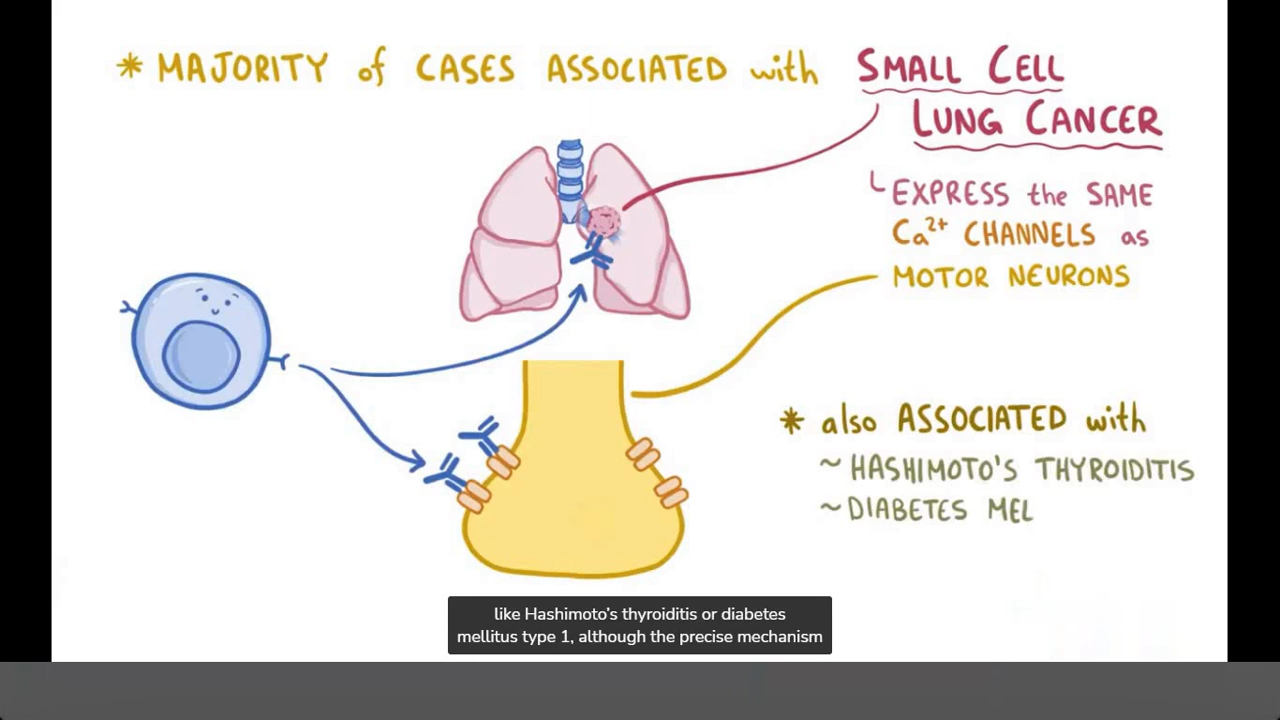 * MAJORITY of CASES ASSOCIATED with SMALL CELL
LUNG CANCER
EXPRESS the SAME
Ca²⁺ CHANNELS as
MOTOR NEURONS
* also ASSOCIATED with
~ HASHIMOTO'S THYROIDITIS
~ DIABETES MEL
like Hashimoto's thyroiditis or diabetes
mellitus type 1, although the precise mechanism